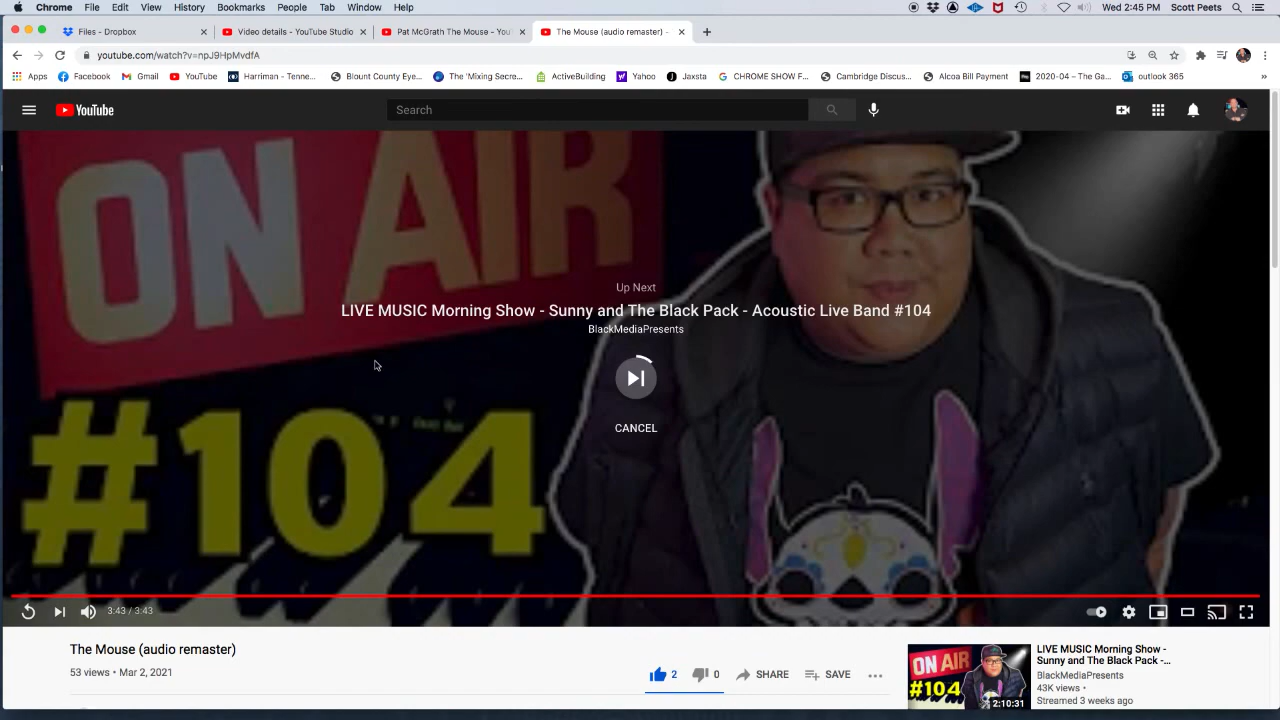 Chrome File Edit View History Bookmarks People Tab Window Help Wed 2:45 PM Scott Peets
Files - Dropbox Video details - YouTube Studio Pat McGrath The Mouse - You The Mouse (audio remaster) -
youtube.com/watch?v=npJ9HpMvdfA
Apps Facebook Gmail YouTube Harriman - Tenne... Blount County Eye... The 'Mixing Secre... ActiveBuilding Yahoo Jaxsta CHROME SHOW F... Cambridge Discus... Alcoa Bill Payment 2020-04 – The Ga... outlook 365 »
YouTube Search
ON AIR
Up Next
LIVE MUSIC Morning Show - Sunny and The Black Pack - Acoustic Live Band #104
BlackMediaPresents
CANCEL
#104
3:43 / 3:43
The Mouse (audio remaster)
53 views • Mar 2, 2021
2 0 SHARE SAVE
ON AIR
#104
2:10:31
LIVE MUSIC Morning Show -
Sunny and The Black Pack -...
BlackMediaPresents
43K views •
Streamed 3 weeks ago